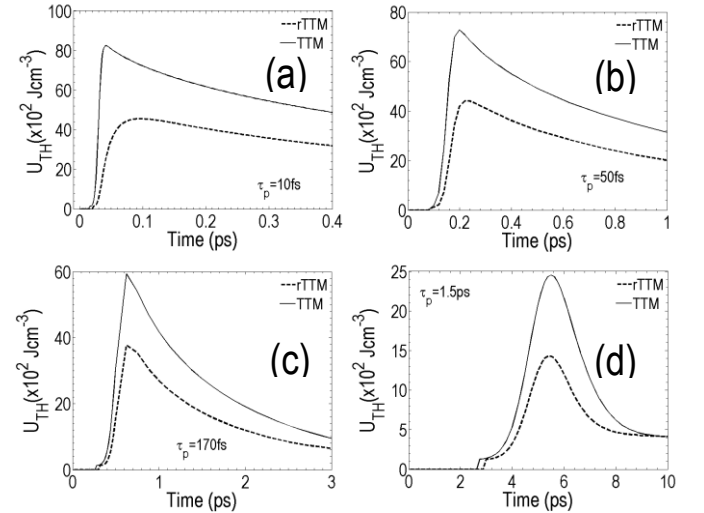 100
80
60
40
20
0
0 0.1 0.2 0.3 0.4
Time (ps)
U_TH(x10^2 Jcm^-3)
rTTM
TTM
(a)
τ_p=10fs
80
60
40
20
0
0 0.2 0.4 0.6 0.8 1
Time (ps)
U_TH(x10^2 Jcm^-3)
rTTM
TTM
(b)
τ_p=50fs
60
40
20
0
0 1 2 3
Time (ps)
U_TH(x10^2 Jcm^-3)
rTTM
TTM
(c)
τ_p=170fs
25
20
15
10
5
0
0 2 4 6 8 10
Time (ps)
U_TH(x10^2 Jcm^-3)
τ_p=1.5ps
rTTM
TTM
(d)